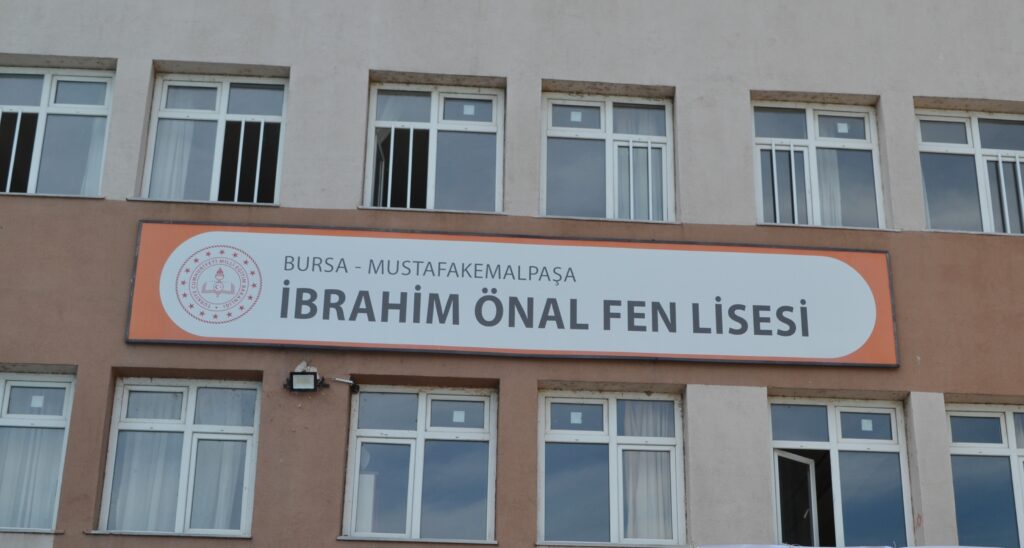 BURSA - MUSTAFAKEMALPAŞA
İBRAHİM ÖNAL FEN LİSESİ